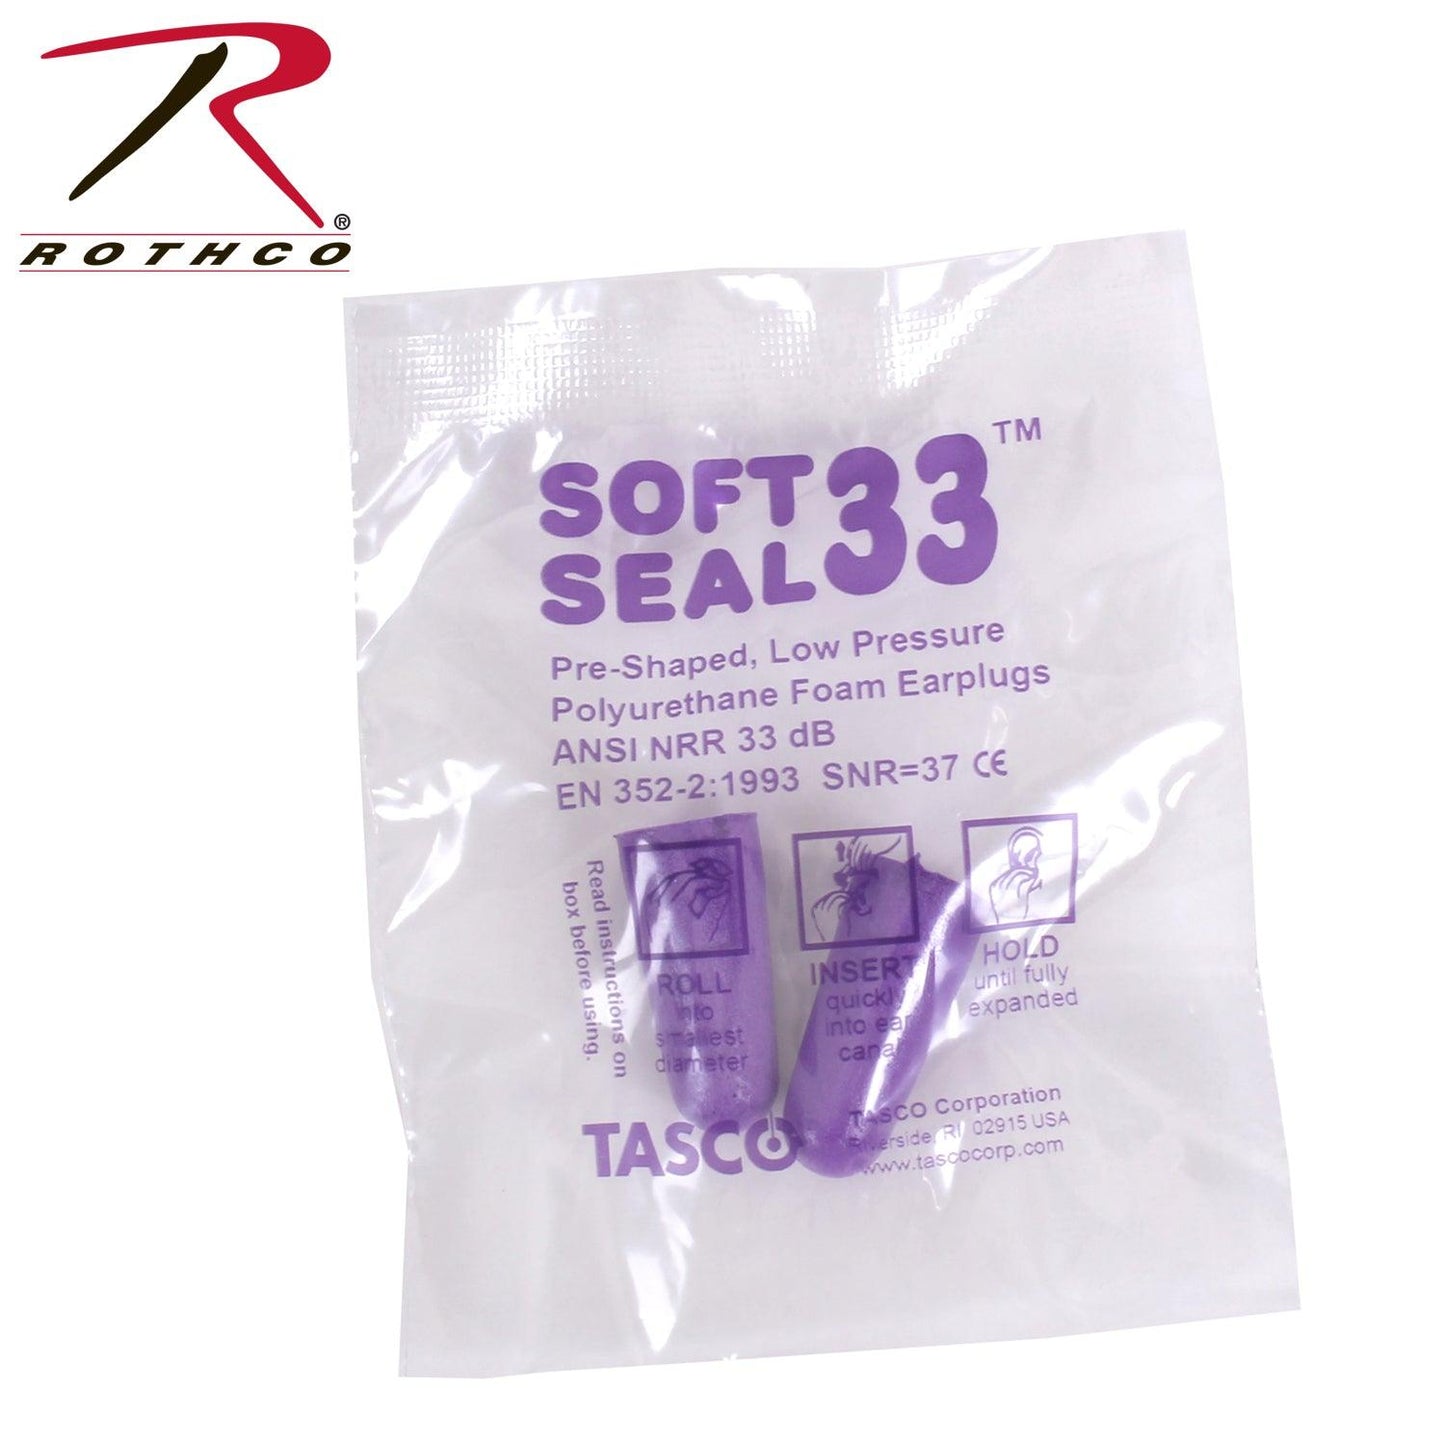 R
ROTHCO®
SOFT
SEAL 33™
Pre-Shaped, Low Pressure
Polyurethane Foam Earplugs
ANSI NRR 33 dB
EN 352-2:1993 SNR=37 CE
Read instructions on
box before using.
ROLL
into
smallest
diameter
INSERT
quickly
into ear
canal
HOLD
until fully
expanded
TASCO
TASCO Corporation
Riverside, RI 02915 USA
www.tascocorp.com